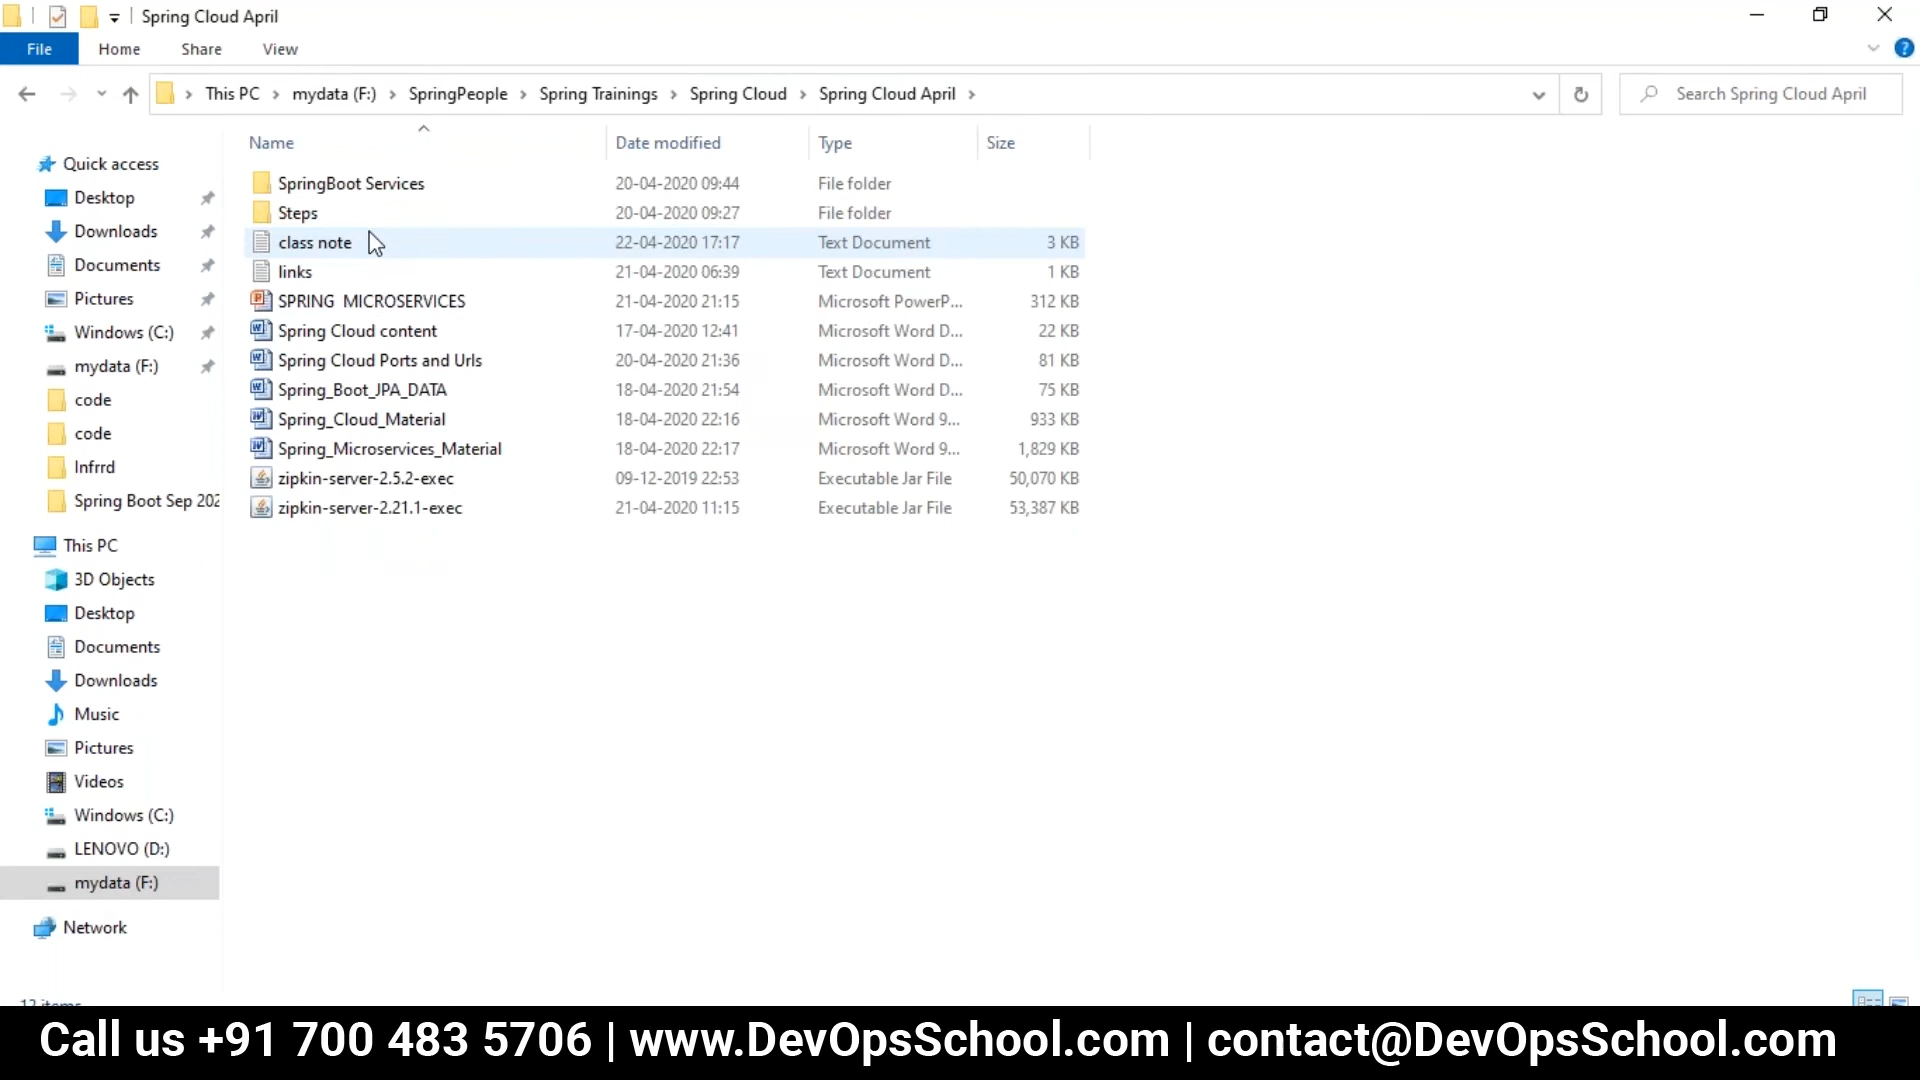 Spring Cloud April
File Home Share View
This PC > mydata (F:) > SpringPeople > Spring Trainings > Spring Cloud > Spring Cloud April >
Search Spring Cloud April
Name Date modified Type Size
Quick access
Desktop
Downloads
Documents
Pictures
Windows (C:)
mydata (F:)
code
code
Infrrd
Spring Boot Sep 202
This PC
3D Objects
Desktop
Documents
Downloads
Music
Pictures
Videos
Windows (C:)
LENOVO (D:)
mydata (F:)
Network
SpringBoot Services 20-04-2020 09:44 File folder
Steps 20-04-2020 09:27 File folder
class note 22-04-2020 17:17 Text Document 3 KB
links 21-04-2020 06:39 Text Document 1 KB
SPRING MICROSERVICES 21-04-2020 21:15 Microsoft PowerP... 312 KB
Spring Cloud content 17-04-2020 12:41 Microsoft Word D... 22 KB
Spring Cloud Ports and Urls 20-04-2020 21:36 Microsoft Word D... 81 KB
Spring_Boot_JPA_DATA 18-04-2020 21:54 Microsoft Word D... 75 KB
Spring_Cloud_Material 18-04-2020 22:16 Microsoft Word 9... 933 KB
Spring_Microservices_Material 18-04-2020 22:17 Microsoft Word 9... 1,829 KB
zipkin-server-2.5.2-exec 09-12-2019 22:53 Executable Jar File 50,070 KB
zipkin-server-2.21.1-exec 21-04-2020 11:15 Executable Jar File 53,387 KB
items
Call us +91 700 483 5706 | www.DevOpsSchool.com | contact@DevOpsSchool.com